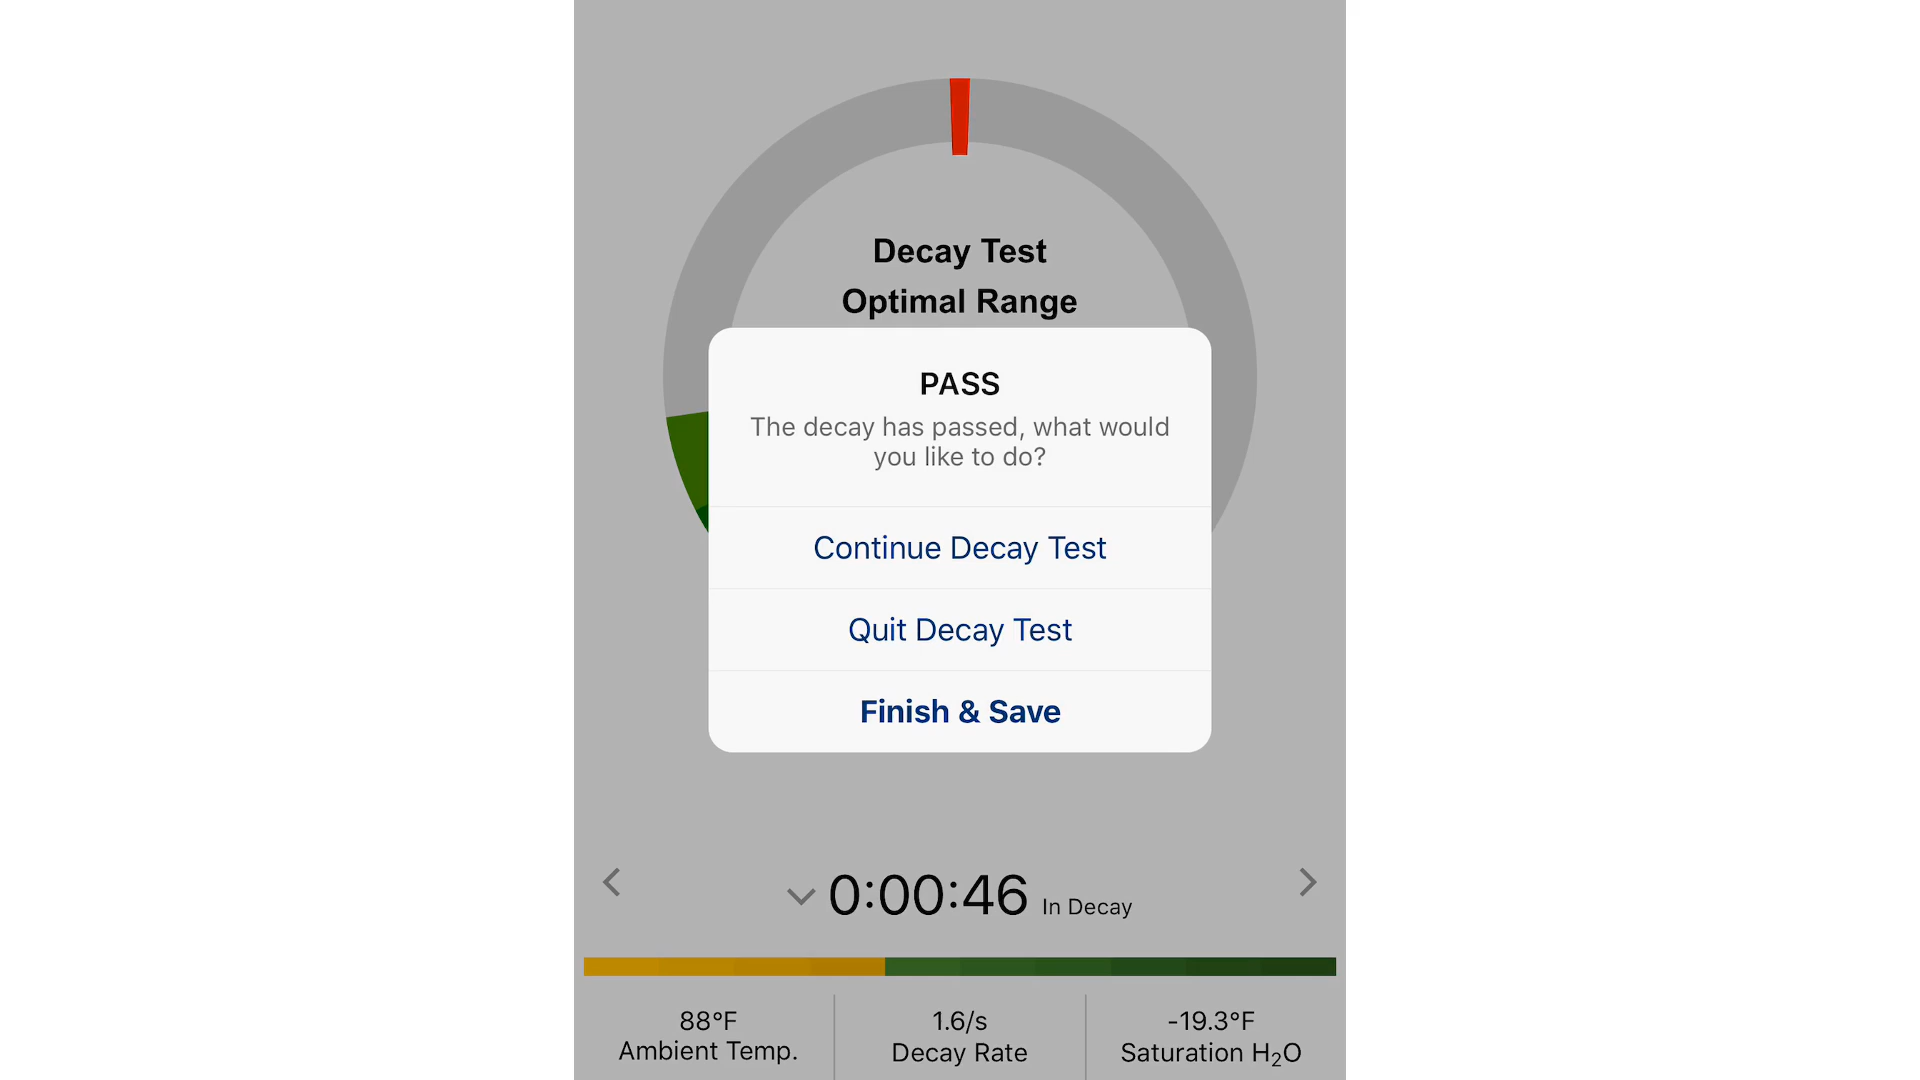 Decay Test
Optimal Range
PASS
The decay has passed, what would
you like to do?
Continue Decay Test
Quit Decay Test
Finish & Save
0:00:46 In Decay
88°F
Ambient Temp.
1.6/s
Decay Rate
-19.3°F
Saturation H₂O